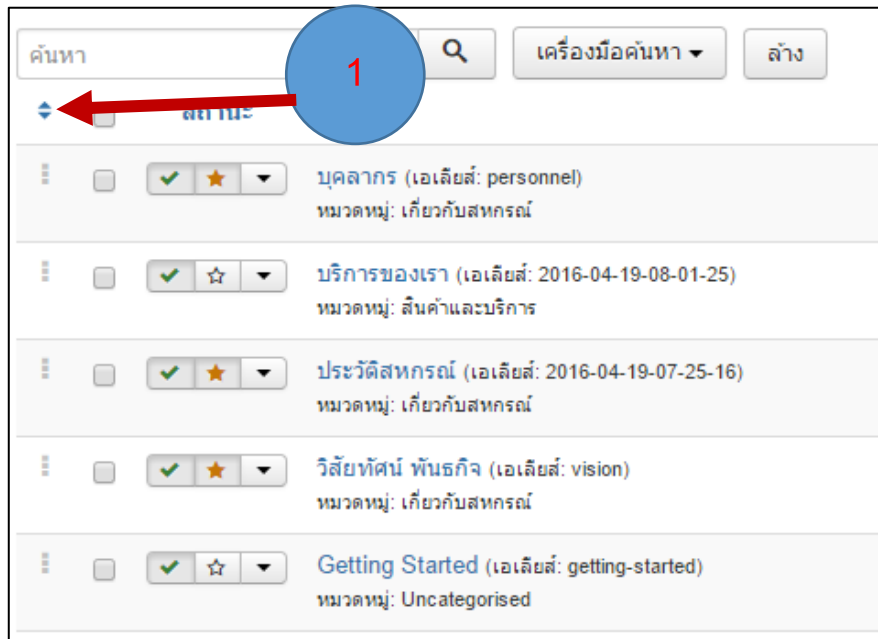 ค้นหา
1
เครื่องมือค้นหา
ล้าง
สถานะ
บุคลากร (เอเลียส์: personnel)
หมวดหมู่: เกี่ยวกับสหกรณ์
บริการของเรา (เอเลียส์: 2016-04-19-08-01-25)
หมวดหมู่: สินค้าและบริการ
ประวัติสหกรณ์ (เอเลียส์: 2016-04-19-07-25-16)
หมวดหมู่: เกี่ยวกับสหกรณ์
วิสัยทัศน์ พันธกิจ (เอเลียส์: vision)
หมวดหมู่: เกี่ยวกับสหกรณ์
Getting Started (เอเลียส์: getting-started)
หมวดหมู่: Uncategorised